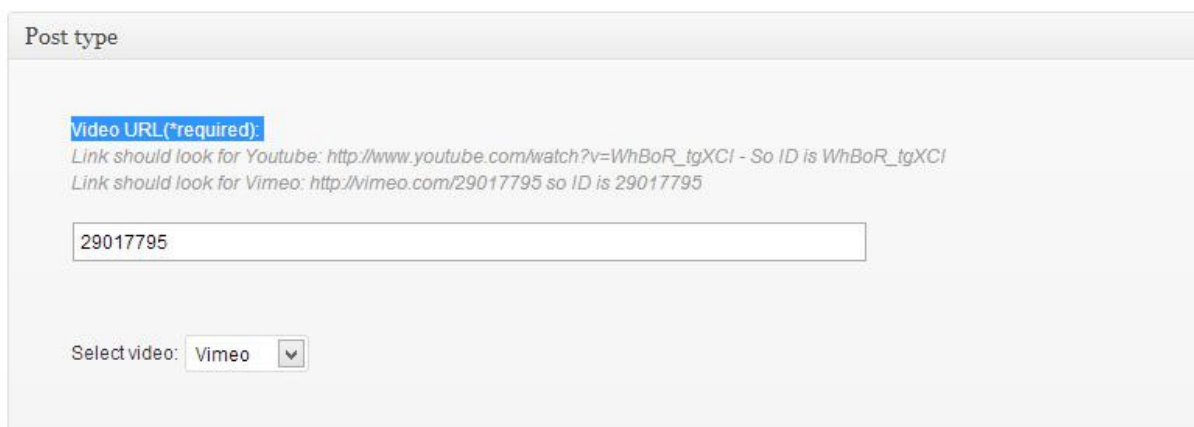 Post type
Video URL(*required):
Link should look for Youtube: http://www.youtube.com/watch?v=WhBoR_tgXCI - So ID is WhBoR_tgXCI
Link should look for Vimeo: http://vimeo.com/29017795 so ID is 29017795
29017795
Select video: Vimeo